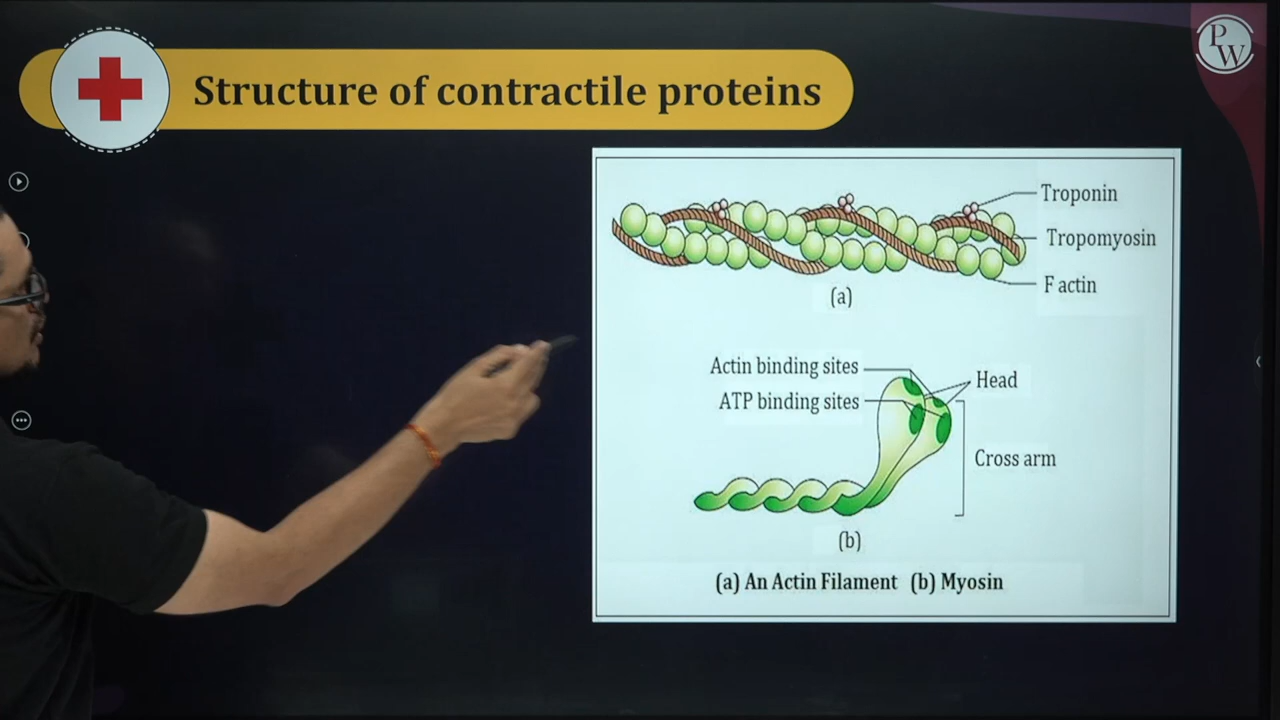 Structure of contractile proteins
PW
Troponin
Tropomyosin
F actin
(a)
Actin binding sites
ATP binding sites
Head
Cross arm
(b)
(a) An Actin Filament (b) Myosin